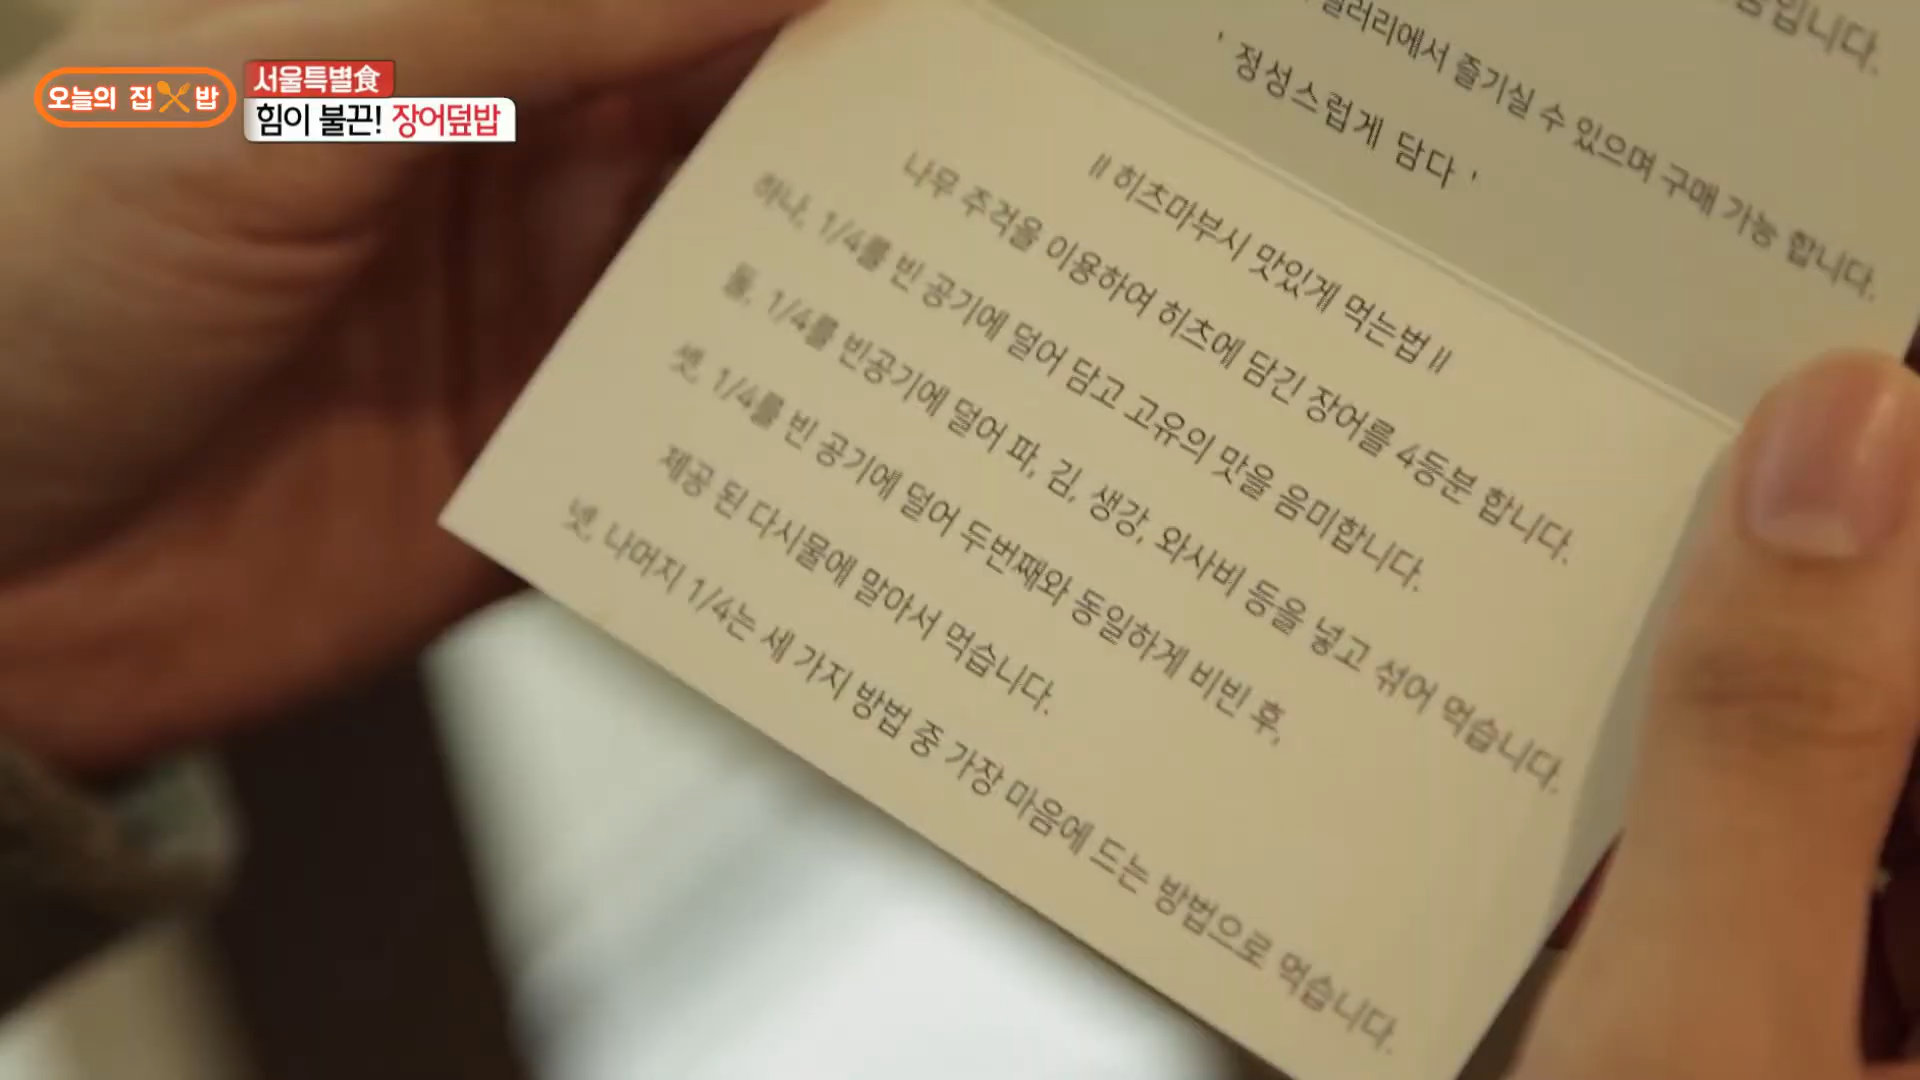 오늘의 집밥
서울특별食
힘이 불끈! 장어덮밥
입니다.
갤러리에서 즐기실 수 있으며 구매 가능 합니다.
' 정성스럽게 담다 '
‖ 히츠마부시 맛있게 먹는법 ‖
나무 주걱을 이용하여 히츠에 담긴 장어를 4등분 합니다.
하나, 1/4를 빈 공기에 덜어 담고 고유의 맛을 음미합니다.
둘, 1/4를 빈공기에 덜어 파, 김, 생강, 와사비 등을 넣고 섞어 먹습니다.
셋, 1/4를 빈 공기에 덜어 두번째와 동일하게 비빈 후,
제공 된 다시물에 말아서 먹습니다.
넷, 나머지 1/4는 세 가지 방법 중 가장 마음에 드는 방법으로 먹습니다.